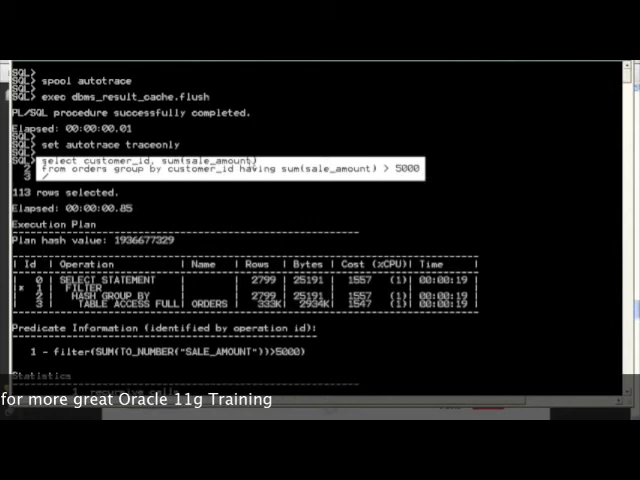 SQL>
SQL> spool autotrace
SQL>
SQL> exec dbms_result_cache.flush
PL/SQL procedure successfully completed.
Elapsed: 00:00:00.01
SQL>
SQL> set autotrace traceonly
SQL>
SQL> select customer_id, sum(sale_amount)
2 from orders group by customer_id having sum(sale_amount) > 5000
3 /
113 rows selected.
Elapsed: 00:00:00.85
Execution Plan
Plan hash value: 1936677329
| Id | Operation | Name | Rows | Bytes | Cost (%CPU)| Time
| 0 | SELECT STATEMENT | | 2799 | 25191 | 1557 (1)| 00:00:19
|* 1 | FILTER | | | | |
| 2 | HASH GROUP BY | | 2799 | 25191 | 1557 (1)| 00:00:19
| 3 | TABLE ACCESS FULL| ORDERS | 333K| 2934K| 1547 (1)| 00:00:19
Predicate Information (identified by operation id):
1 - filter(SUM(TO_NUMBER("SALE_AMOUNT"))>5000)
Statistics
1 recursive calls
for more great Oracle 11g Training